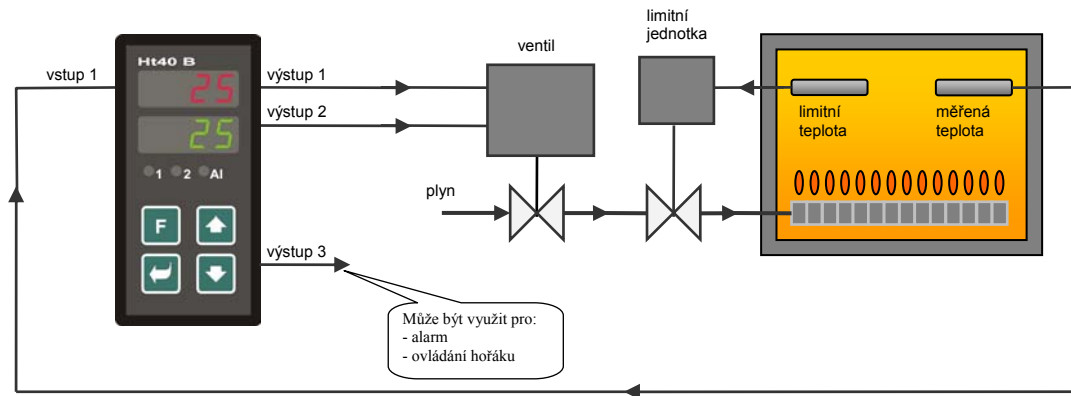 vstup 1
Ht40 B
25
25
1 2 Al
F
výstup 1
výstup 2
výstup 3
Může být využit pro:
- alarm
- ovládání hořáku
ventil
limitní
jednotka
plyn
limitní
teplota
měřená
teplota